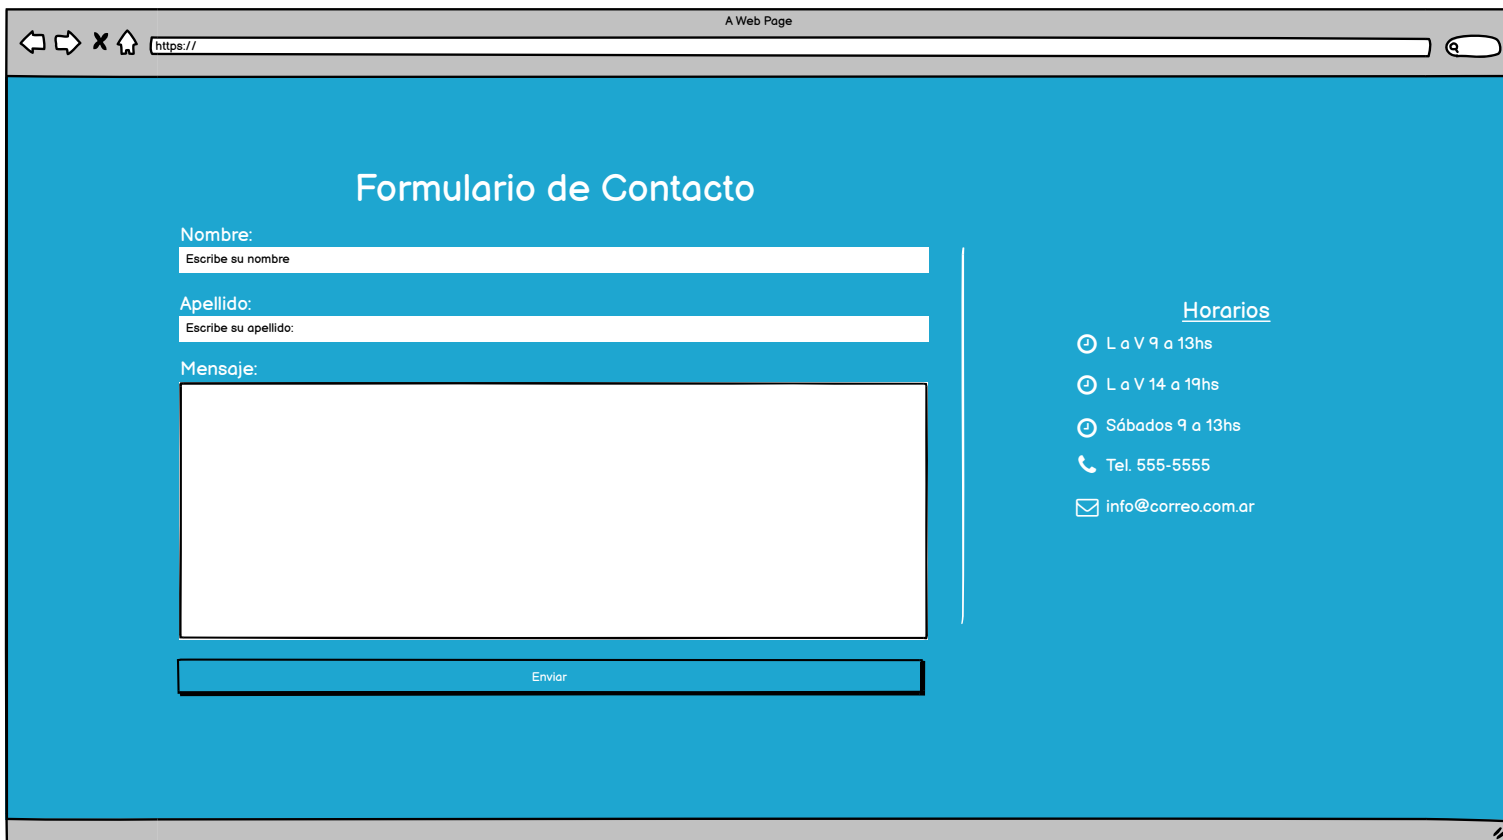 A Web Page
https://
Formulario de Contacto
Nombre:
Escribe su nombre
Apellido:
Escribe su apellido:
Mensaje:
Enviar
Horarios
L a V 9 a 13hs
L a V 14 a 19hs
Sábados 9 a 13hs
Tel. 555-5555
info@correo.com.ar